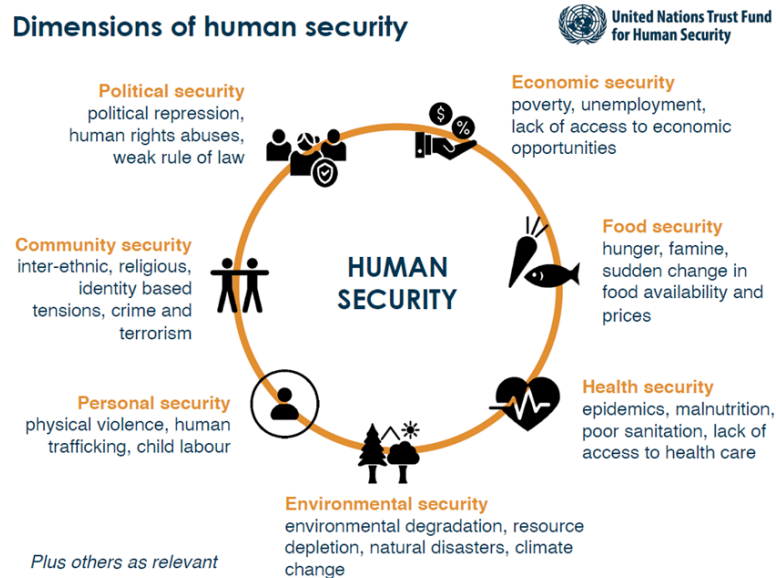 Dimensions of human security
United Nations Trust Fund
for Human Security
Political security
political repression,
human rights abuses,
weak rule of law
Economic security
poverty, unemployment,
lack of access to economic
opportunities
$
%
Community security
inter-ethnic, religious,
identity based
tensions, crime and
terrorism
HUMAN
SECURITY
Food security
hunger, famine,
sudden change in
food availability and
prices
Personal security
physical violence, human
trafficking, child labour
Health security
epidemics, malnutrition,
poor sanitation, lack of
access to health care
Environmental security
environmental degradation, resource
depletion, natural disasters, climate
change
Plus others as relevant